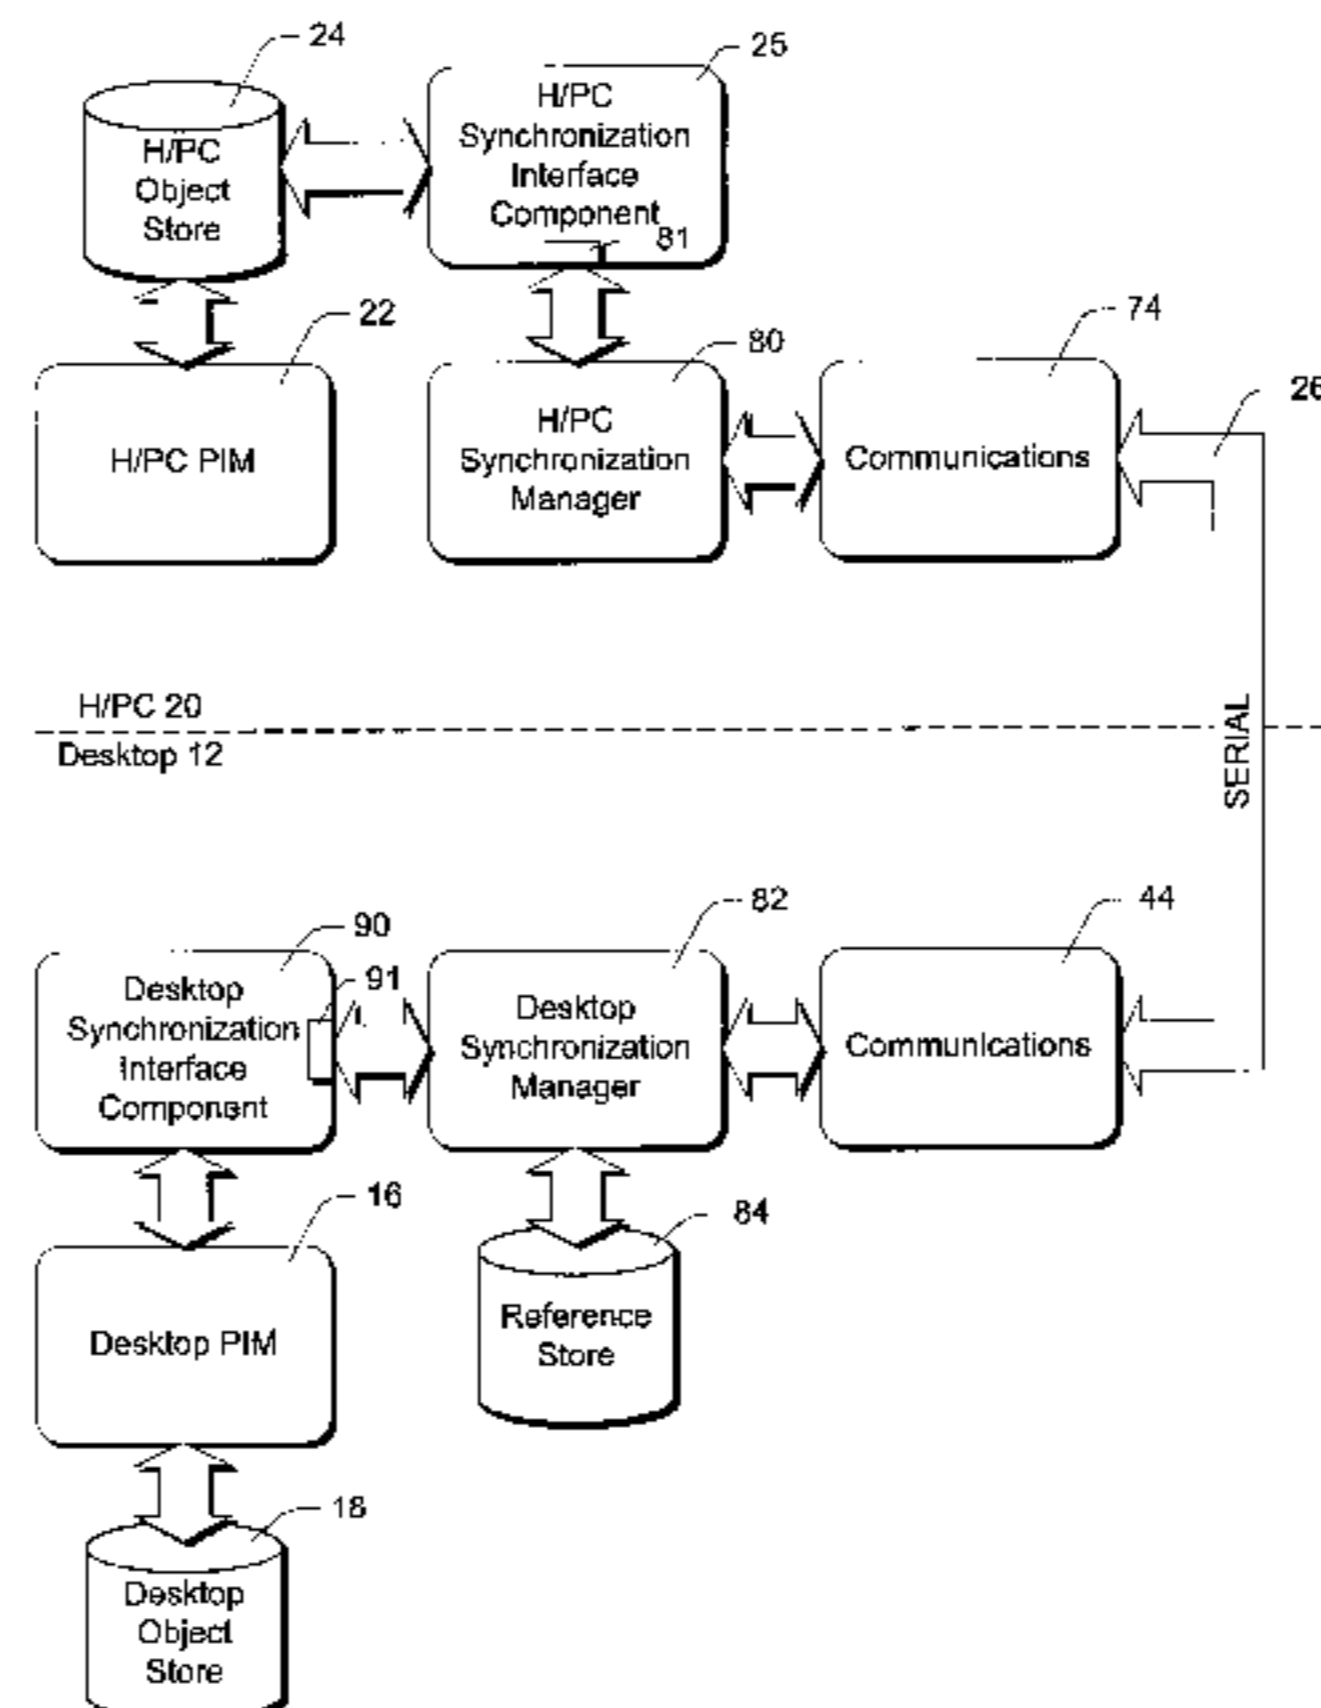 24
25
H/PC
Object
Store
H/PC
Synchronization
Interface
Component
81
22
80
74
26
H/PC PIM
H/PC
Synchronization
Manager
Communications
H/PC 20
Desktop 12
SERIAL
90
91
82
44
Desktop
Synchronization
Interface
Component
Desktop
Synchronization
Manager
Communications
16
84
Desktop PIM
Reference
Store
18
Desktop
Object
Store